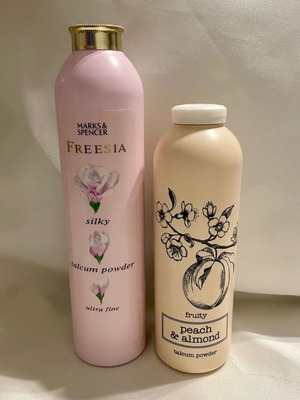 MARKS &
SPENCER
FREESIA
silky
talcum powder
ultra fine
fruity
peach
& almond
talcum powder